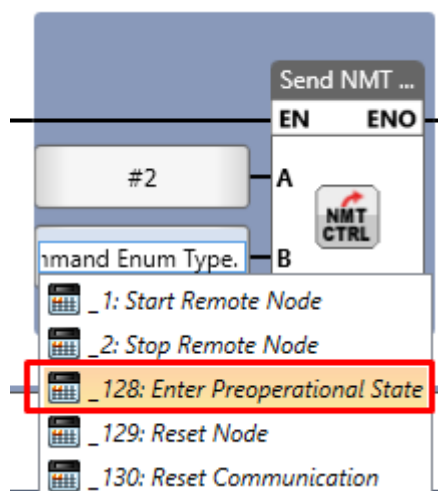 Send NMT ...
EN ENO
#2
A
NMT
CTRL
mmand Enum Type.
B
_1: Start Remote Node
_2: Stop Remote Node
_128: Enter Preoperational State
_129: Reset Node
_130: Reset Communication